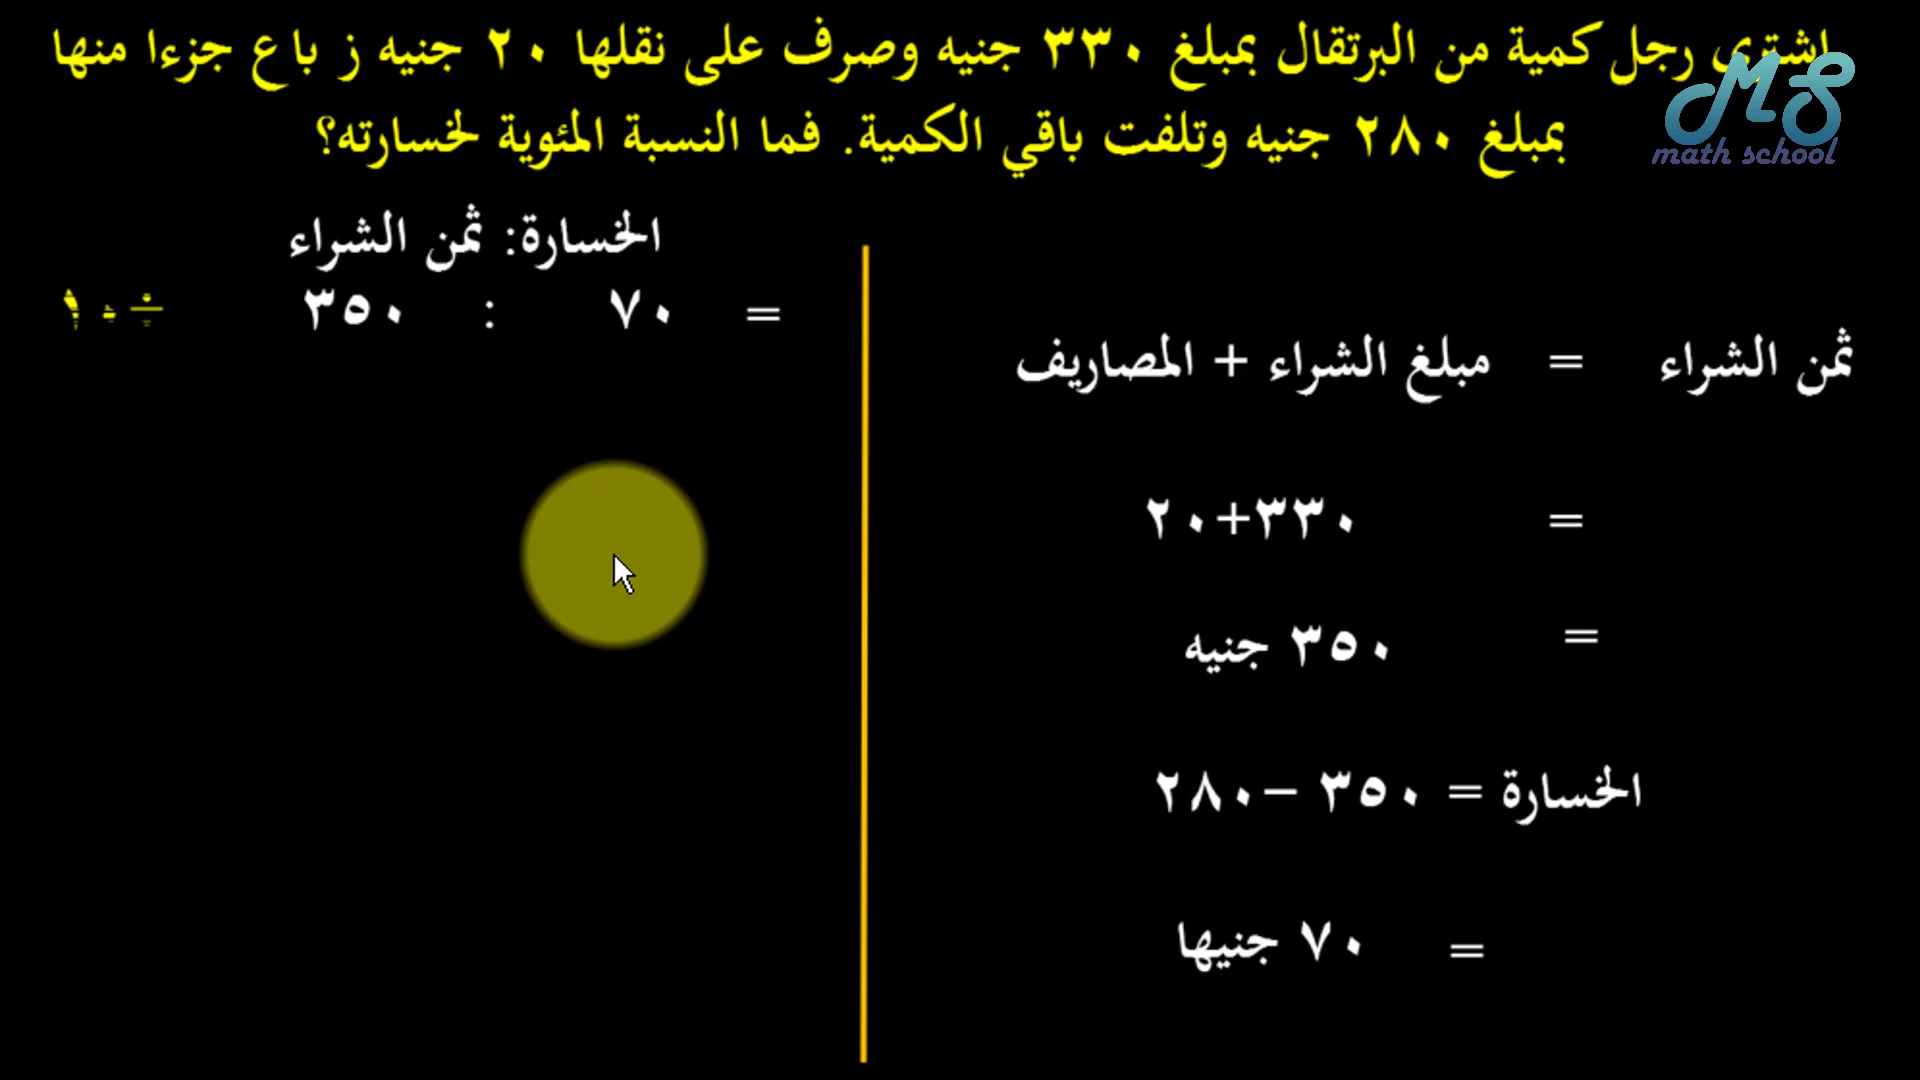 اشترى رجل كمية من البرتقال بمبلغ ٣٣٠ جنيه وصرف على نقلها ٢٠ جنيه ز باع جزءا منها
بمبلغ ٢٨٠ جنيه وتلفت باقي الكمية. فما النسبة المئوية لخسارته؟
MS
math school
ثمن الشراء = مبلغ الشراء + المصاريف
= ٣٣٠+٢٠
= ٣٥٠ جنيه
الخسارة = ٣٥٠ – ٢٨٠
= ٧٠ جنيها
الخسارة: ثمن الشراء
= ٧٠ : ٣٥٠ ÷١٠